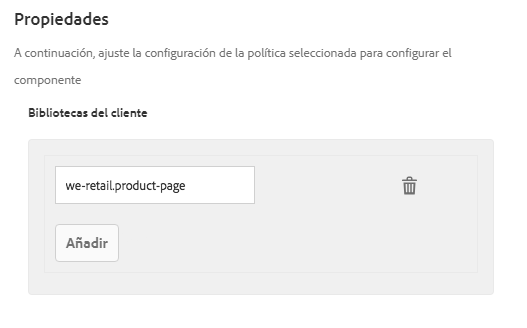 Propiedades
A continuación, ajuste la configuración de la política seleccionada para configurar el
componente
Bibliotecas del cliente
we-retail.product-page
Añadir